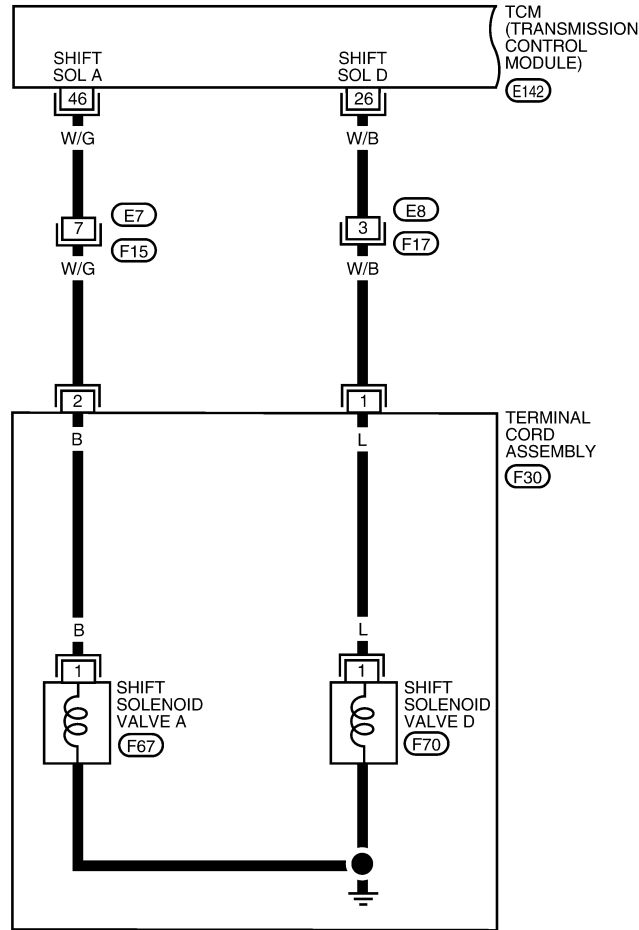 TCM
(TRANSMISSION
CONTROL
MODULE)
E142
SHIFT
SOL A
SHIFT
SOL D
46
26
W/G
W/B
7
E7
F15
3
E8
F17
W/G
W/B
2
1
TERMINAL
CORD
ASSEMBLY
F30
B
L
B
L
1
1
SHIFT
SOLENOID
VALVE A
F67
SHIFT
SOLENOID
VALVE D
F70